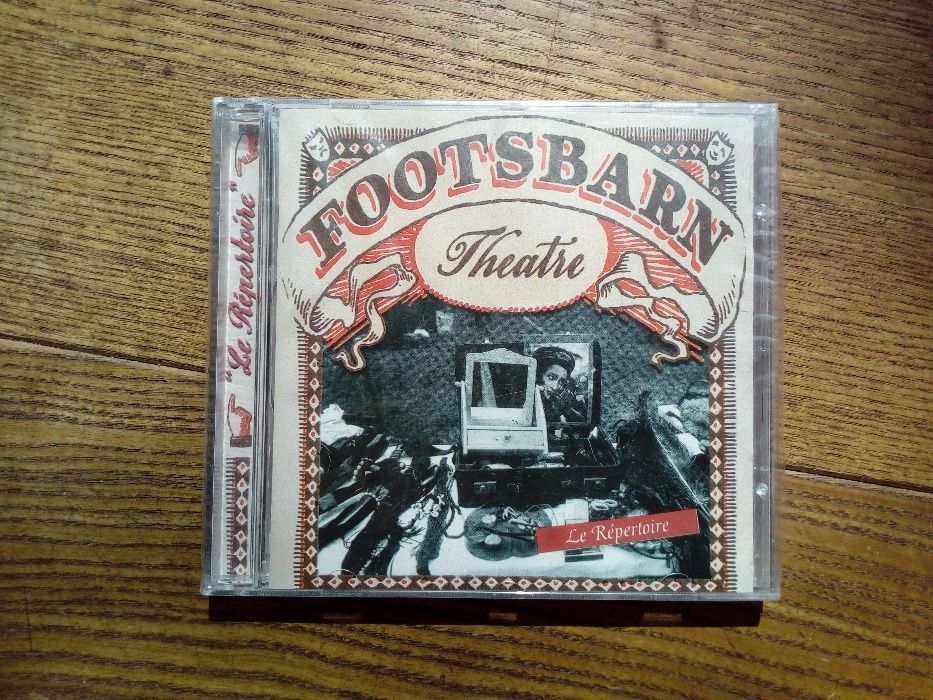 "Le Répertoire"
FOOTSBARN
Theatre
Le Répertoire